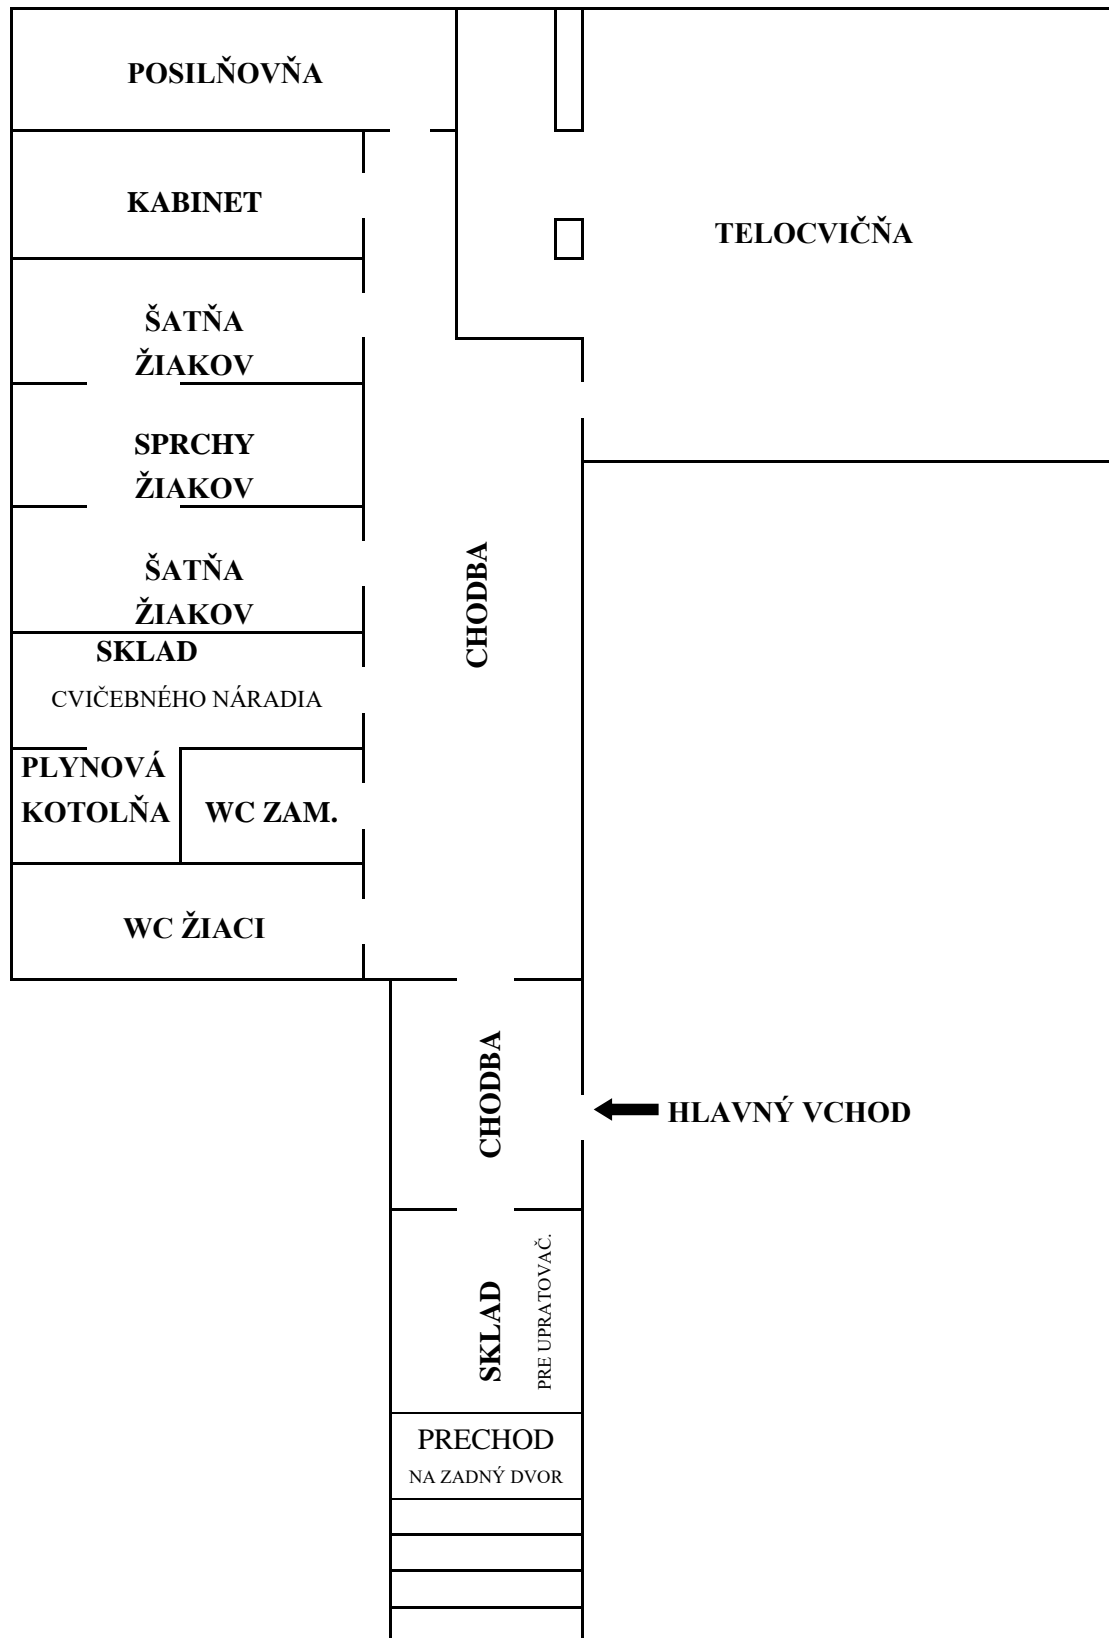 POSILŇOVŇA
KABINET
TELOCVIČŇA
ŠATŇA
ŽIAKOV
SPRCHY
ŽIAKOV
ŠATŇA
ŽIAKOV
CHODBA
SKLAD
CVIČEBNÉHO NÁRADIA
PLYNOVÁ
KOTOLŇA
WC ZAM.
WC ŽIACI
CHODBA
HLAVNÝ VCHOD
SKLAD
PRE UPRATOVAČ.
PRECHOD
NA ZADNÝ DVOR